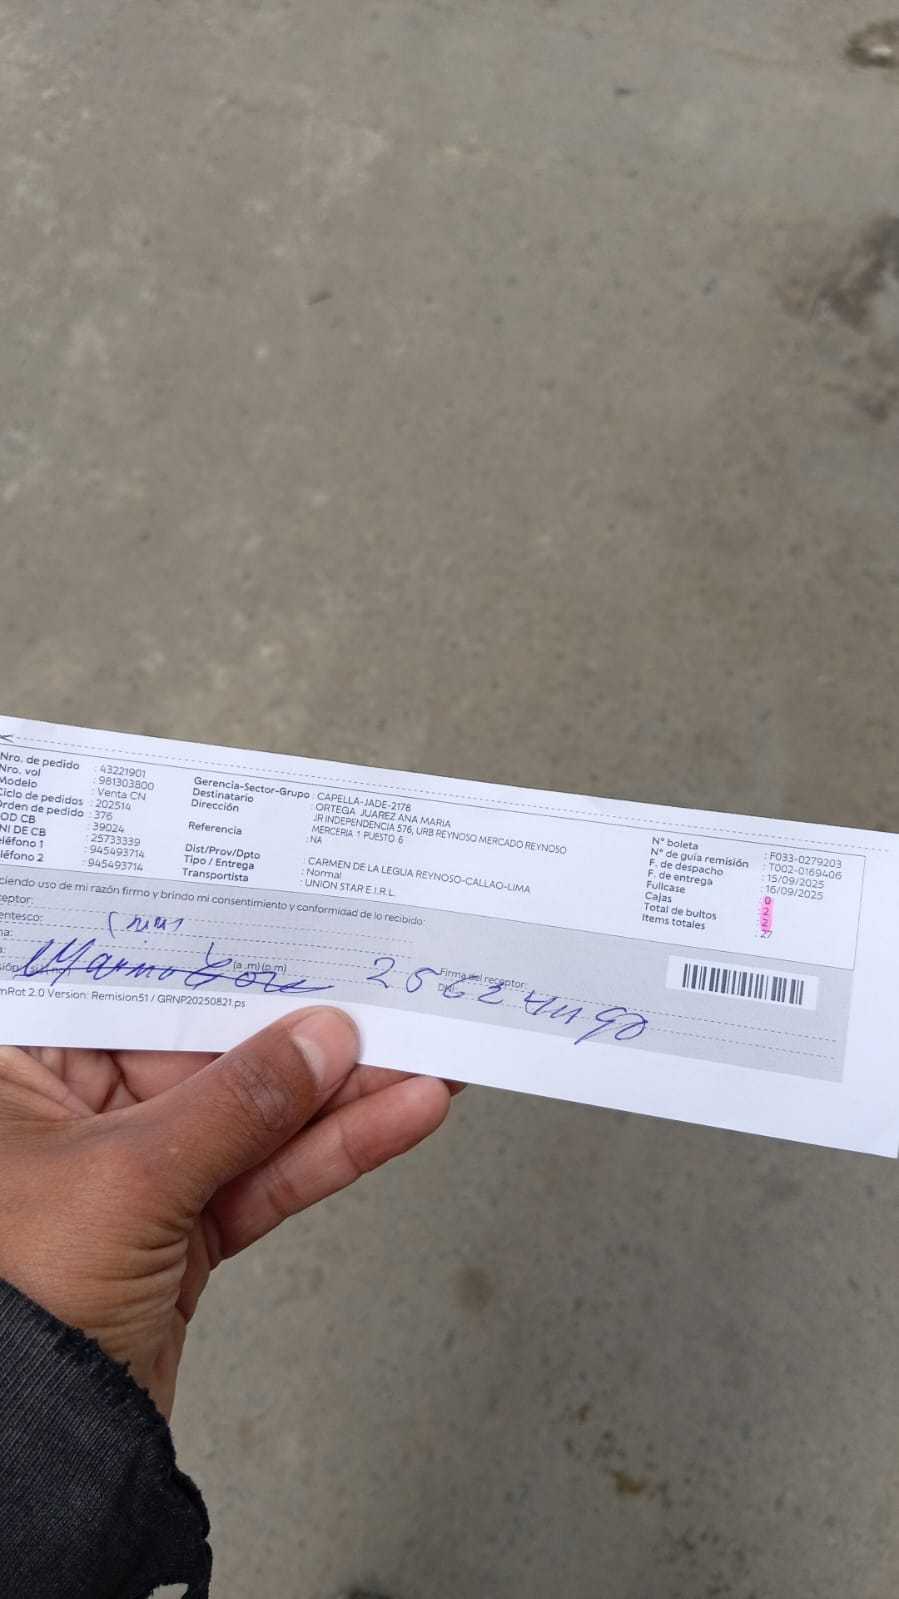 Nro. de pedido : 43221901
Nro. vol : 981303800
Modelo : Venta CN
Ciclo de pedidos : 202514
Orden de pedido : 376
COD CB : 39024
DNI DE CB : 25733339
Teléfono 1 : 945493714
Teléfono 2 : 945493714
Gerencia-Sector-Grupo : CAPELLA-JADE-2178
Destinatario : ORTEGA JUAREZ ANA MARIA
Dirección : JR INDEPENDENCIA 576, URB REYNOSO MERCADO REYNOSO
MERCERIA 1 PUESTO 6
Referencia : NA
Dist/Prov/Dpto : CARMEN DE LA LEGUA REYNOSO-CALLAO-LIMA
Tipo / Entrega : Normal
Transportista : UNION STAR E.I.R.L.
N° boleta : F033-0279203
N° de guía remisión : T002-0169406
F. de despacho : 15/09/2025
F. de entrega : 16/09/2025
Fullcase : 0
Cajas : 2
Total de bultos : 2
Items totales : 27
ciendo uso de mi razón firmo y brindo mi consentimiento y conformidad de lo recibido:
ceptor:
entesco:
(a .m) (p.m)
Firma del receptor:
DNI:
mRot 2.0 Version: Remision51 / GRNP20250821.ps